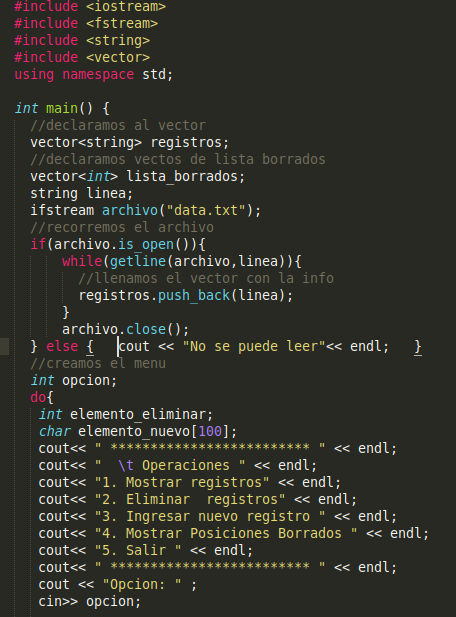 #include <iostream>
#include <fstream>
#include <string>
#include <vector>
using namespace std;

int main() {
  //declaramos al vector
  vector<string> registros;
  //declaramos vectos de lista borrados
  vector<int> lista_borrados;
  string linea;
  ifstream archivo("data.txt");
  //recorremos el archivo
  if(archivo.is_open()){
      while(getline(archivo,linea)){
        //llenamos el vector con la info
        registros.push_back(linea);
      }
      archivo.close();
  } else {   cout << "No se puede leer"<< endl;   }
  //creamos el menu
  int opcion;
  do{
   int elemento_eliminar;
   char elemento_nuevo[100];
   cout<< " ************************* " << endl;
   cout<< "  \t Operaciones " << endl;
   cout<< "1. Mostrar registros" << endl;
   cout<< "2. Eliminar  registros" << endl;
   cout<< "3. Ingresar nuevo registro " << endl;
   cout<< "4. Mostrar Posiciones Borrados " << endl;
   cout<< "5. Salir " << endl;
   cout<< " ************************* " << endl;
   cout << "Opcion: " ;
   cin>> opcion;